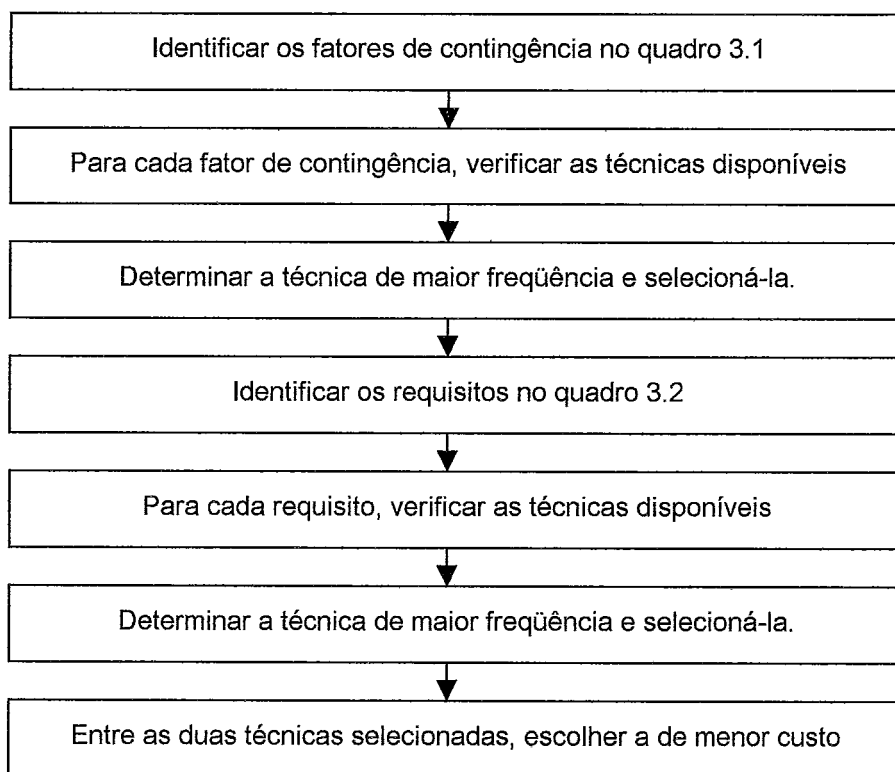 Identificar os fatores de contingência no quadro 3.1
Para cada fator de contingência, verificar as técnicas disponíveis
Determinar a técnica de maior freqüência e selecioná-la.
Identificar os requisitos no quadro 3.2
Para cada requisito, verificar as técnicas disponíveis
Determinar a técnica de maior freqüência e selecioná-la.
Entre as duas técnicas selecionadas, escolher a de menor custo